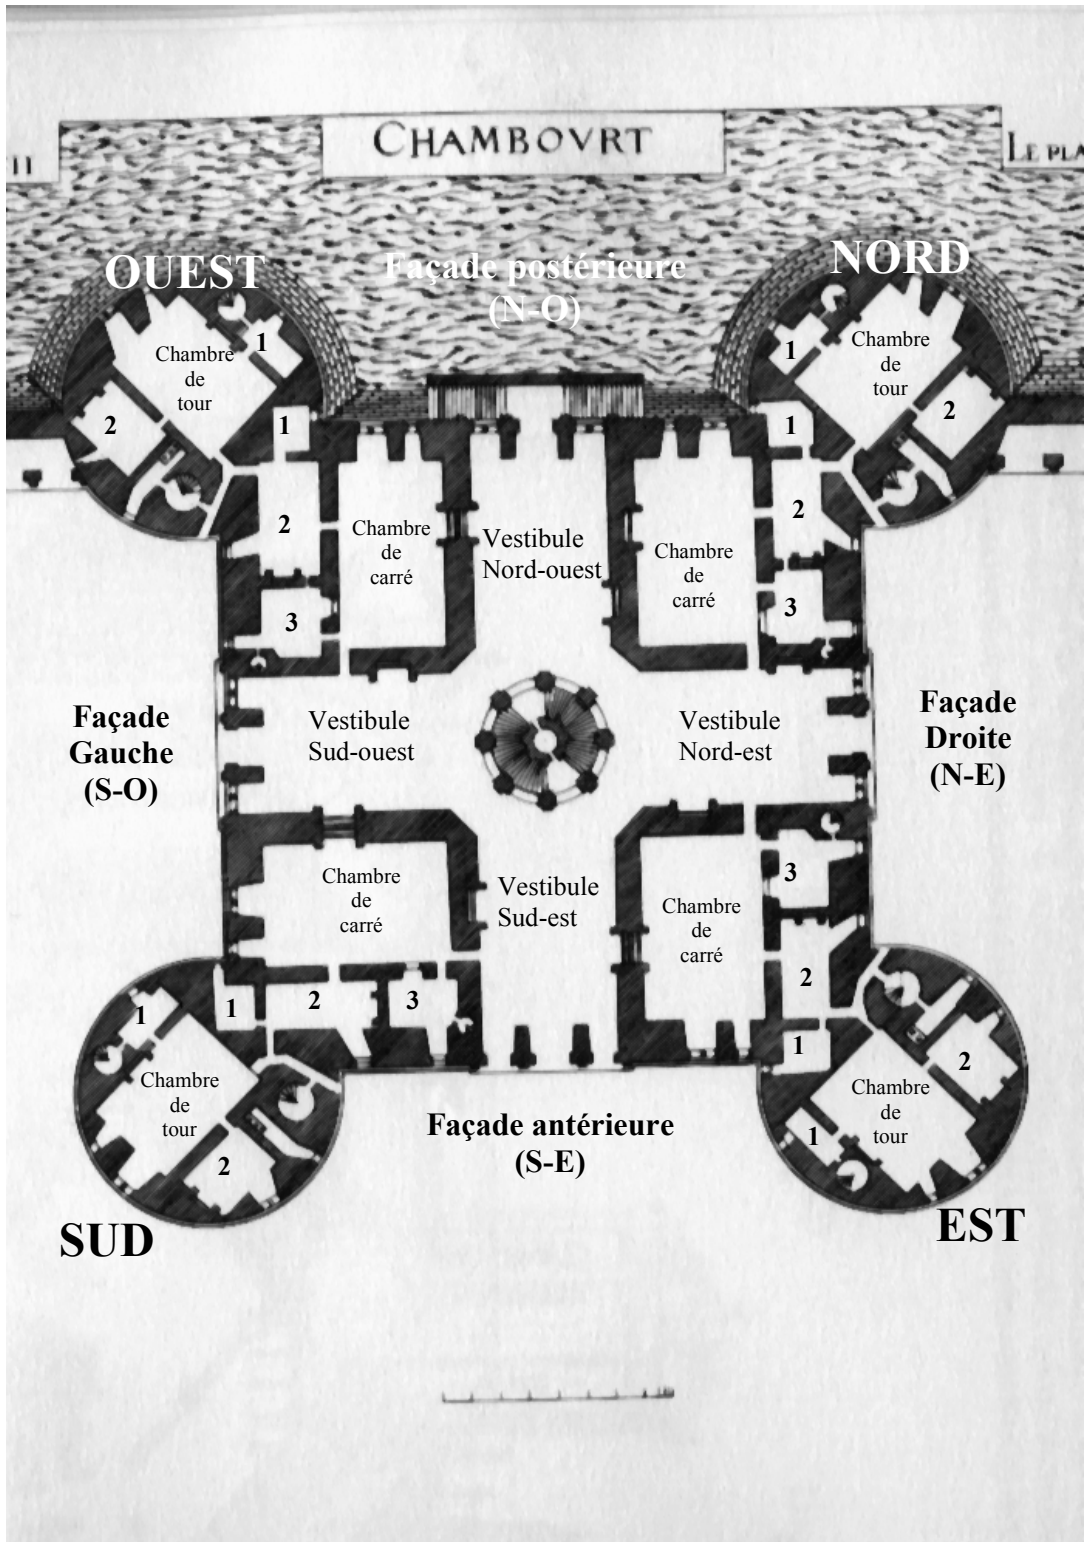 CHAMBOVRT
II
LE PLA
OUEST
Façade postérieure
(N-O)
NORD
1
Chambre
de
tour
2
1
1
Chambre
de
tour
2
1
2
Chambre
de
carré
3
Vestibule
Nord-ouest
Chambre
de
carré
2
3
Façade
Gauche
(S-O)
Vestibule
Sud-ouest
Vestibule
Nord-est
Façade
Droite
(N-E)
Chambre
de
carré
Vestibule
Sud-est
Chambre
de
carré
3
2
1
1
2
3
1
Chambre
de
tour
2
Chambre
de
tour
2
1
Façade antérieure
(S-E)
SUD
EST